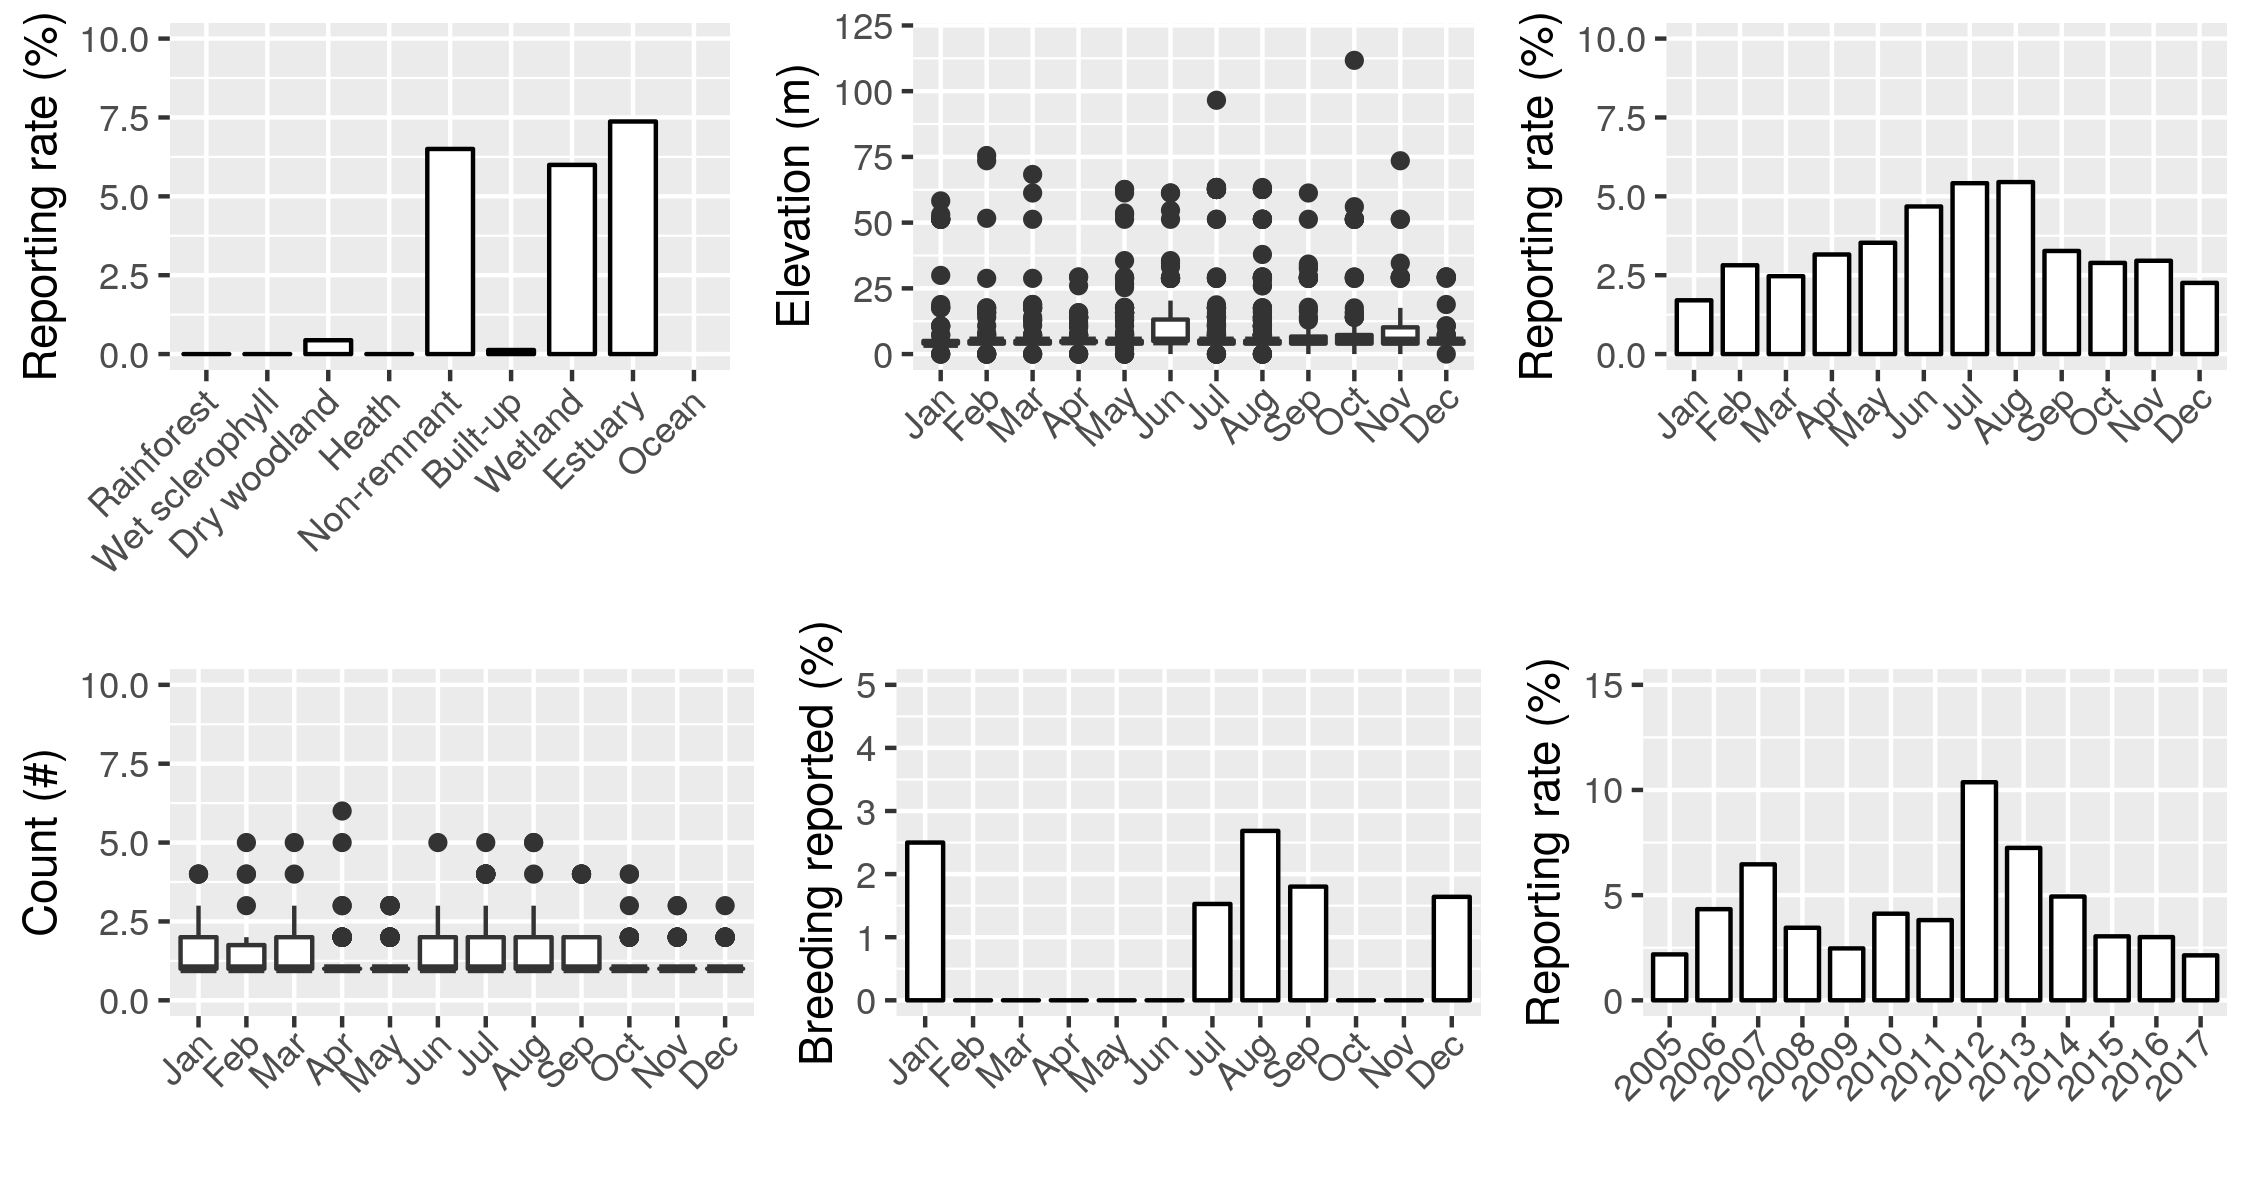 Reporting rate (%)
10.0
7.5
5.0
2.5
0.0
Rainforest
Wet sclerophyll
Dry woodland
Heath
Non-remnant
Built-up
Wetland
Estuary
Ocean
Elevation (m)
125
100
75
50
25
0
Jan
Feb
Mar
Apr
May
Jun
Jul
Aug
Sep
Oct
Nov
Dec
Reporting rate (%)
10.0
7.5
5.0
2.5
0.0
Jan
Feb
Mar
Apr
May
Jun
Jul
Aug
Sep
Oct
Nov
Dec
Count (#)
10.0
7.5
5.0
2.5
0.0
Jan
Feb
Mar
Apr
May
Jun
Jul
Aug
Sep
Oct
Nov
Dec
Breeding reported (%)
5
4
3
2
1
0
Jan
Feb
Mar
Apr
May
Jun
Jul
Aug
Sep
Oct
Nov
Dec
Reporting rate (%)
15
10
5
0
2005
2006
2007
2008
2009
2010
2011
2012
2013
2014
2015
2016
2017